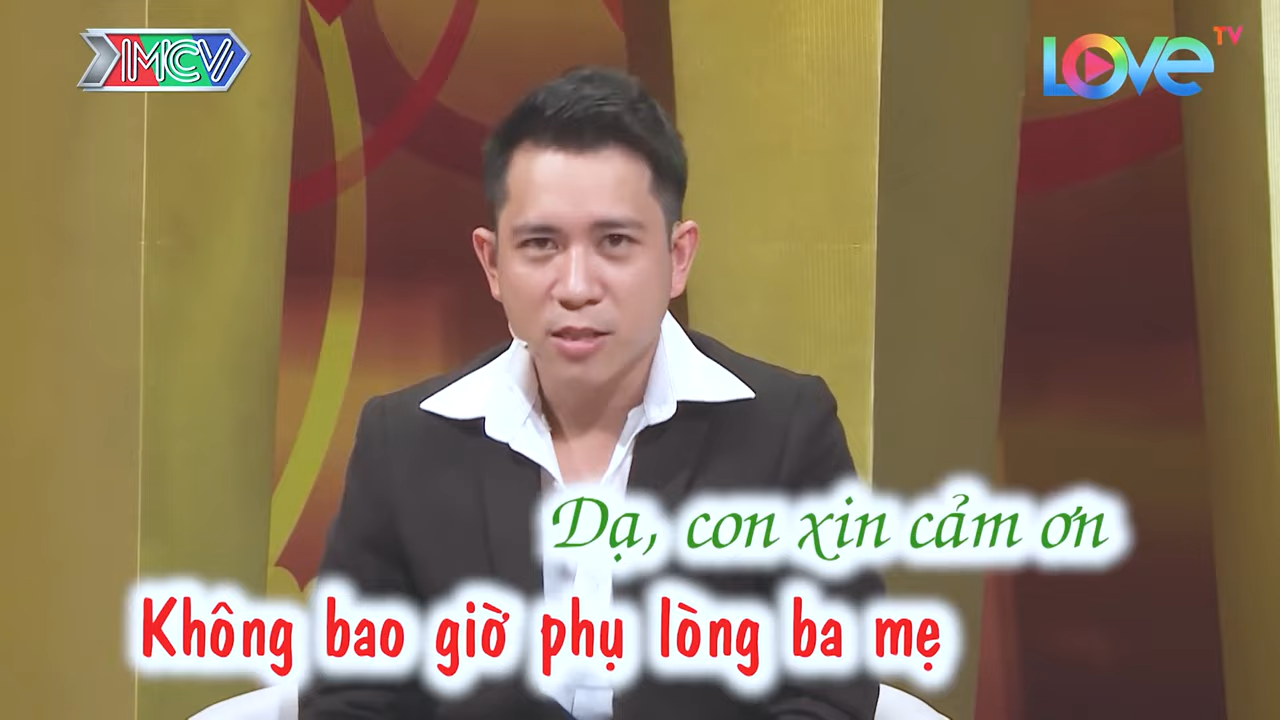 MCV
LOVE TV
Dạ, con xin cảm ơn
Không bao giờ phụ lòng ba mẹ